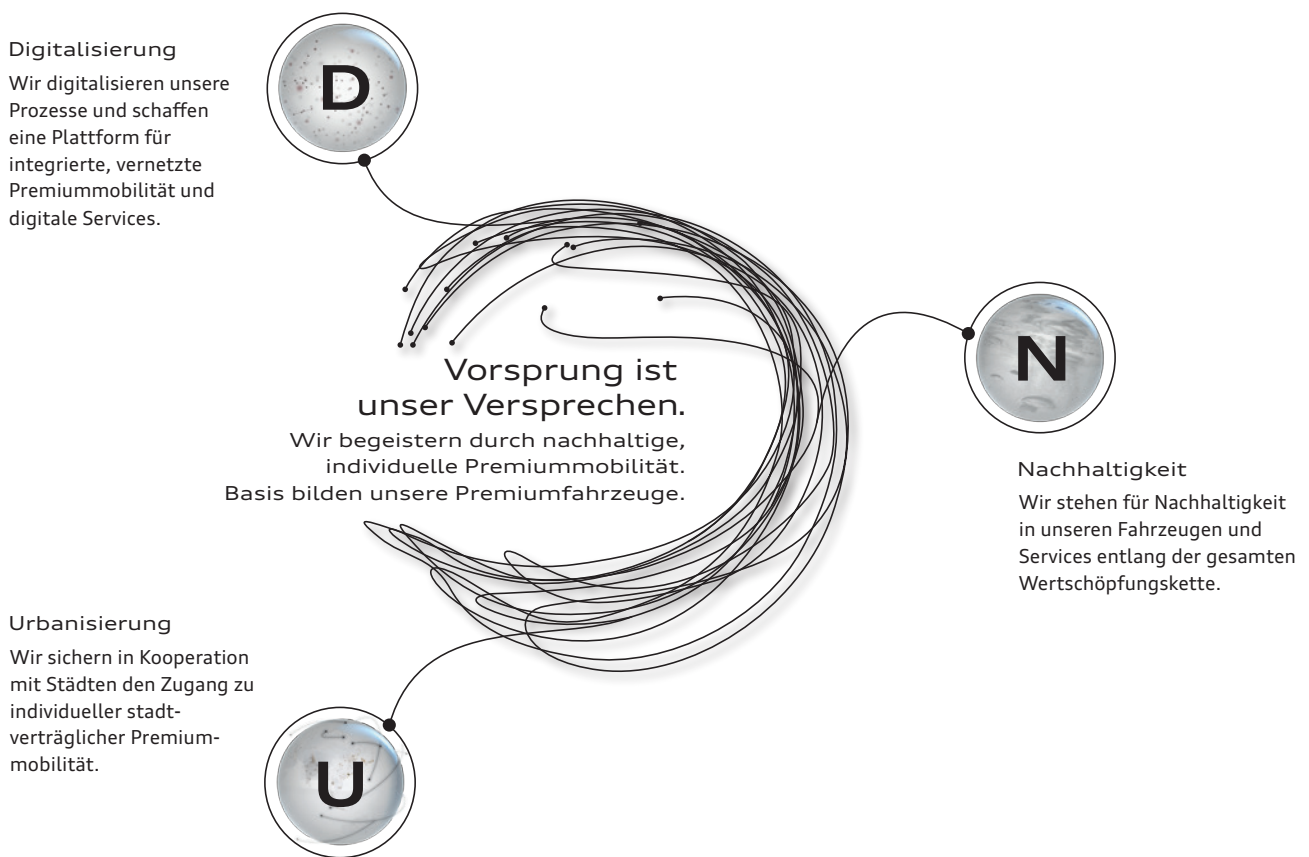 Digitalisierung
Wir digitalisieren unsere
Prozesse und schaffen
eine Plattform für
integrierte, vernetzte
Premiummobilität und
digitale Services.
D
Vorsprung ist
unser Versprechen.
Wir begeistern durch nachhaltige,
individuelle Premiummobilität.
Basis bilden unsere Premiumfahrzeuge.
N
Nachhaltigkeit
Wir stehen für Nachhaltigkeit
in unseren Fahrzeugen und
Services entlang der gesamten
Wertschöpfungskette.
Urbanisierung
Wir sichern in Kooperation
mit Städten den Zugang zu
individueller stadt-
verträglicher Premium-
mobilität.
U